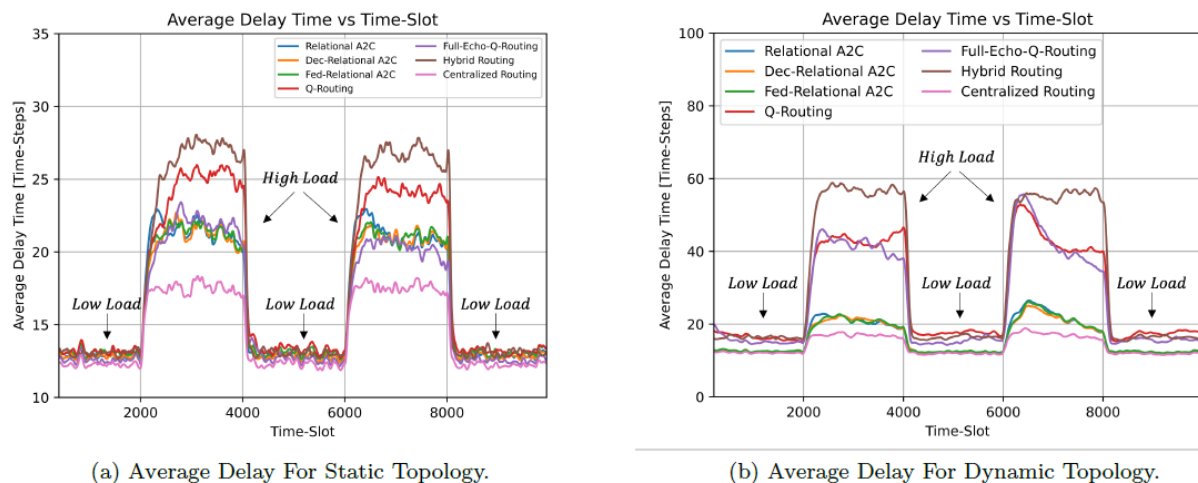 Average Delay Time vs Time-Slot
35
30
25
20
15
10
Average Delay Time [Time-Steps]
Relational A2C
Dec-Relational A2C
Fed-Relational A2C
Q-Routing
Full-Echo-Q-Routing
Hybrid Routing
Centralized Routing
High Load
Low Load
Low Load
Low Load
2000 4000 6000 8000
Time-Slot
(a) Average Delay For Static Topology.
Average Delay Time vs Time-Slot
100
80
60
40
20
0
Average Delay Time [Time-Steps]
Relational A2C
Dec-Relational A2C
Fed-Relational A2C
Q-Routing
Full-Echo-Q-Routing
Hybrid Routing
Centralized Routing
High Load
Low Load
Low Load
Low Load
2000 4000 6000 8000
Time-Slot
(b) Average Delay For Dynamic Topology.